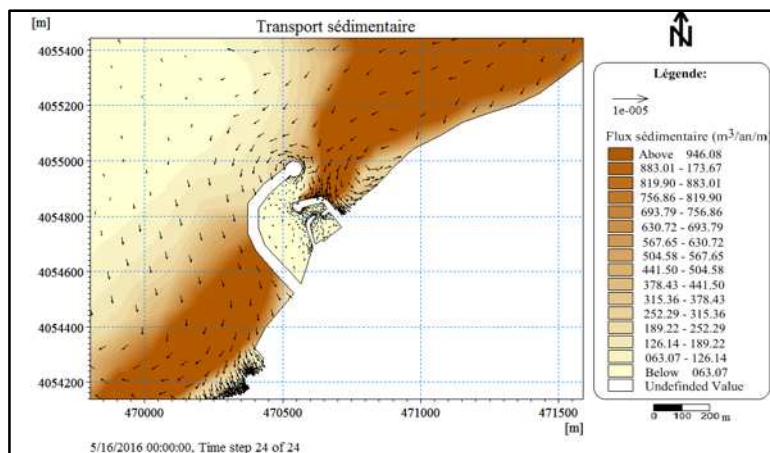 Transport sédimentaire
[m]
4055400
4055200
4055000
4054800
4054600
4054400
4054200
470000
470500
471000
471500
[m]
5/16/2016 00:00:00, Time step 24 of 24
N
Légende:
1e-005
Flux sédimentaire (m³/an/m)
Above 946.08
883.01 - 173.67
819.90 - 883.01
756.86 - 819.90
693.79 - 756.86
630.72 - 693.79
567.65 - 630.72
504.58 - 567.65
441.50 - 504.58
378.43 - 441.50
315.36 - 378.43
252.29 - 315.36
189.22 - 252.29
126.14 - 189.22
063.07 - 126.14
Below 063.07
Undefinded Value
0 100 200 m